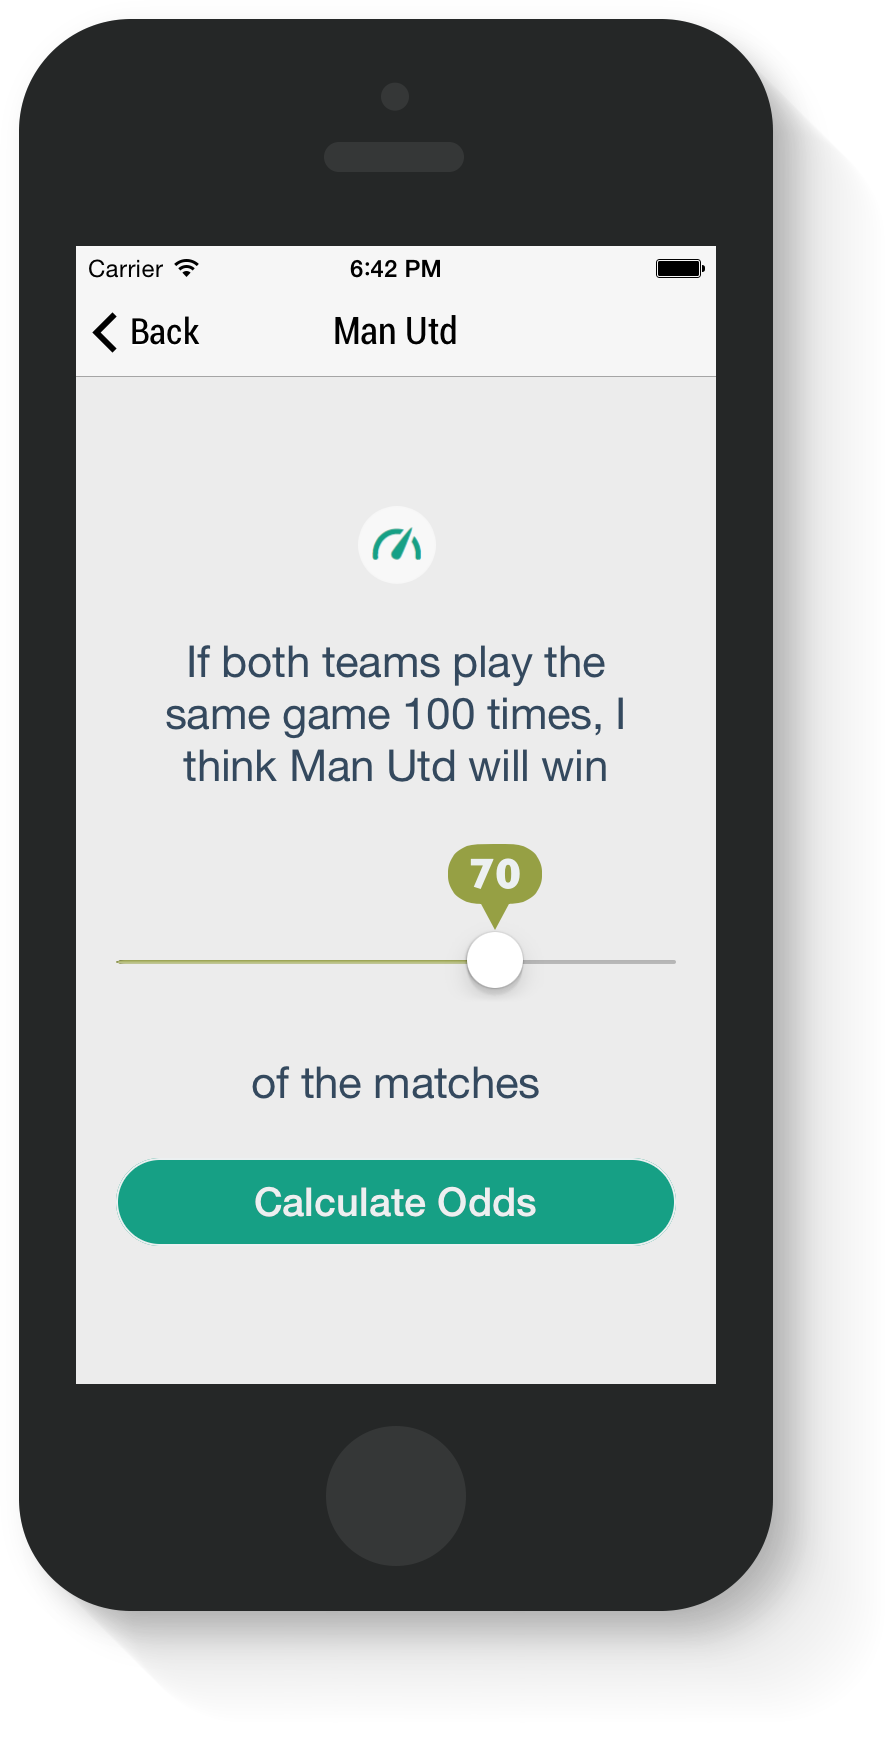 Carrier 6:42 PM
Back Man Utd
If both teams play the
same game 100 times, I
think Man Utd will win
70
of the matches
Calculate Odds